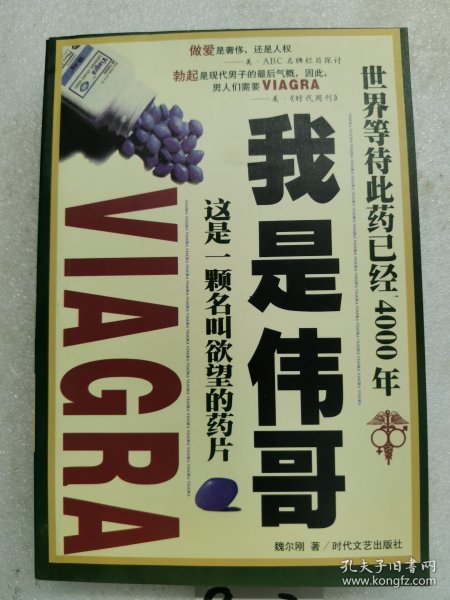 做爱是奢侈，还是人权
——美·ABC名牌栏目探讨
勃起是现代男子的最后气概，因此，
男人们需要VIAGRA
——美·《时代周刊》
世界等待此药已经4000年
我是伟哥
这是一颗名叫欲望的药片
VIAGRA
Viagra
魏尔刚 著/时代文艺出版社
孔夫子旧书网
www.kongfz.com